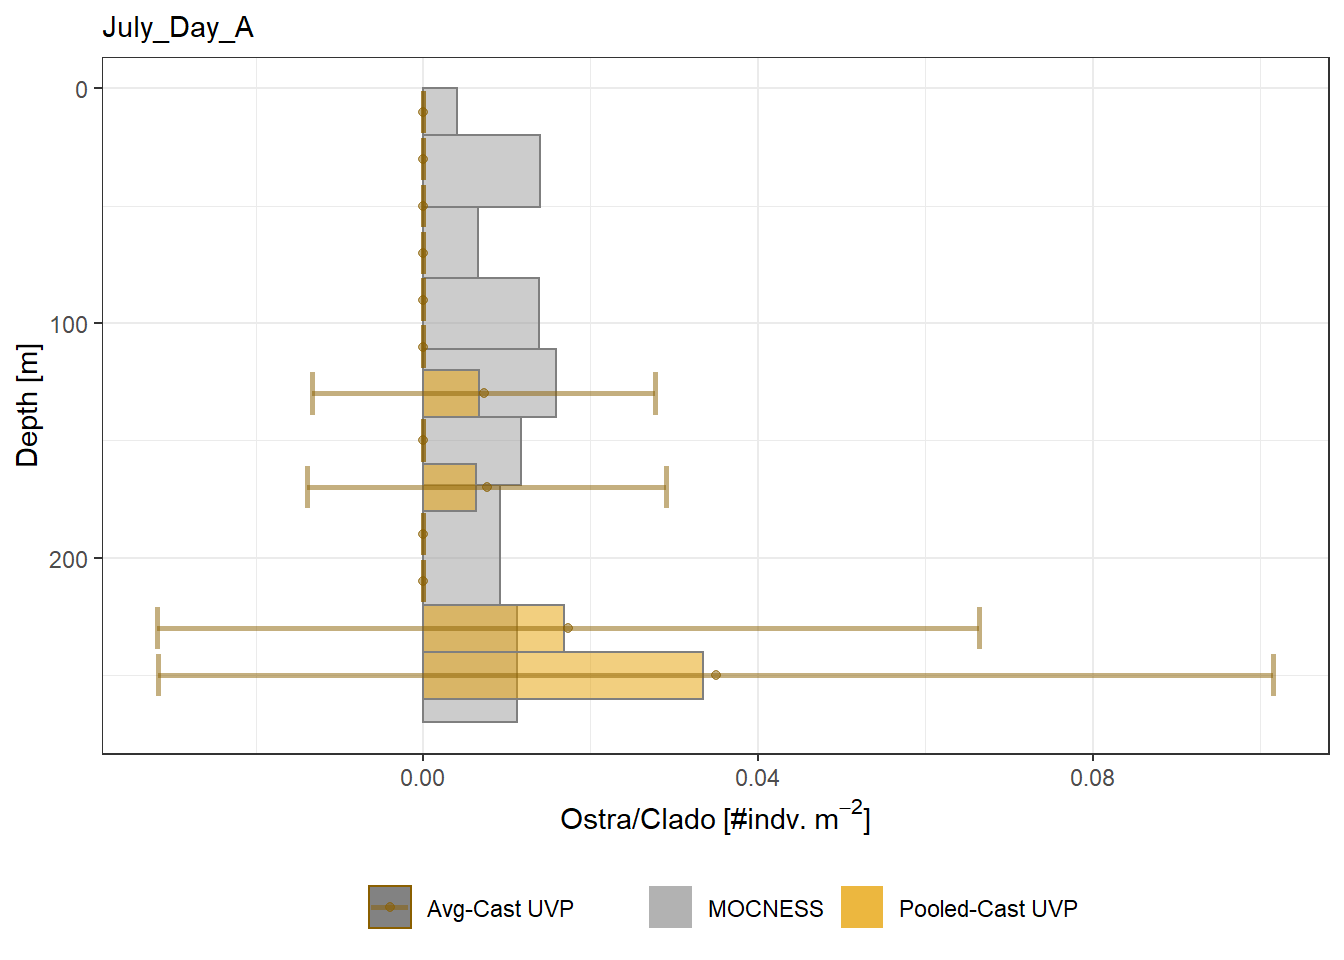 July_Day_A
0
100
200
Depth [m]
0.00 0.04 0.08
Ostra/Clado [#indv. m⁻²]
Avg-Cast UVP MOCNESS Pooled-Cast UVP